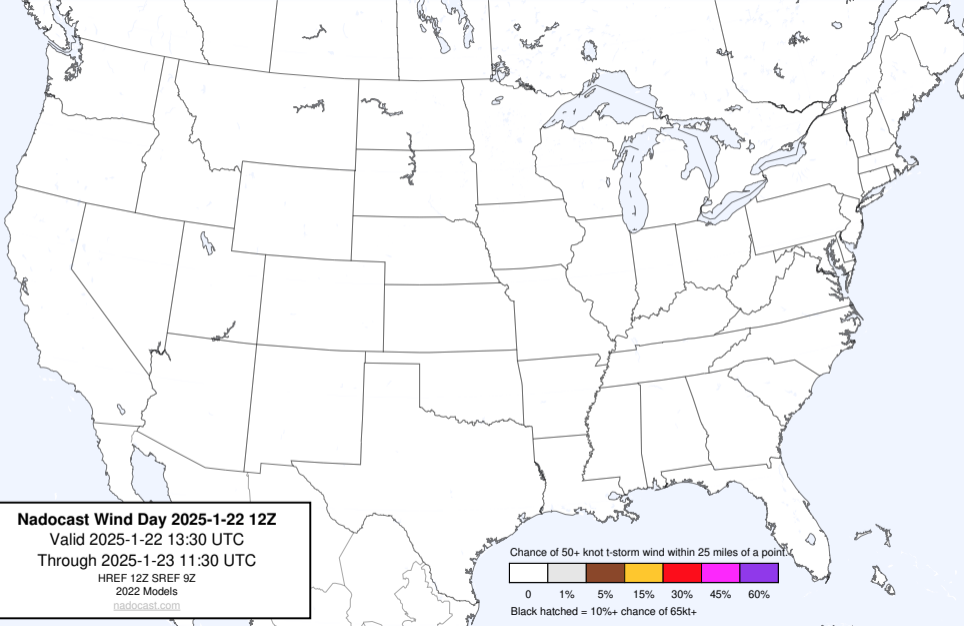 Nadocast Wind Day 2025-1-22 12Z
Valid 2025-1-22 13:30 UTC
Through 2025-1-23 11:30 UTC
HREF 12Z SREF 9Z
2022 Models
nadocast.com
Chance of 50+ knot t-storm wind within 25 miles of a point.
0 1% 5% 15% 30% 45% 60%
Black hatched = 10%+ chance of 65kt+